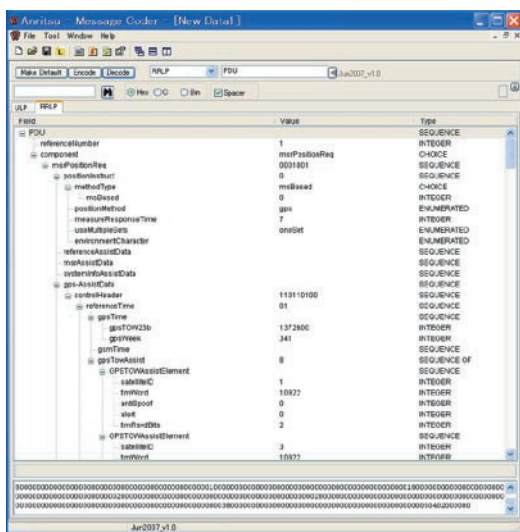 Anritsu - Message Coder - [New Data1]
File Tool Window Help
Make Default Encode Decode RRLP PDU Jun2007_v1.0
Hex O Bin Spacer
ULP RRLP
Field Value Type
PDU SEQUENCE
referenceNumber 1 INTEGER
component msrPositionReq CHOICE
msrPositionReq 0001001 SEQUENCE
positionInstruct 0 SEQUENCE
methodType msBased CHOICE
msBased 0 INTEGER
positionMethod gps ENUMERATED
measureResponseTime 7 INTEGER
useMultipleSets oneSet ENUMERATED
environmentCharacter ENUMERATED
referenceAssistData SEQUENCE
msrAssistData SEQUENCE
systemInfoAssistData SEQUENCE
gps-AssistData SEQUENCE
controlHeader 110110100 SEQUENCE
referenceTime 01 SEQUENCE
gpsTime SEQUENCE
gpsTOW23b 1372800 INTEGER
gpsWeek 341 INTEGER
gsmTime SEQUENCE
gpsTowAssist 8 SEQUENCE OF
GPSTOWAssistElement SEQUENCE
satelliteID 1 INTEGER
tlmWord 10922 INTEGER
antiSpoof 0 INTEGER
alert 0 INTEGER
tlmRsvdBits 2 INTEGER
GPSTOWAssistElement SEQUENCE
satelliteID 3 INTEGER
tlmWord 10922 INTEGER
Jun2007_v1.0